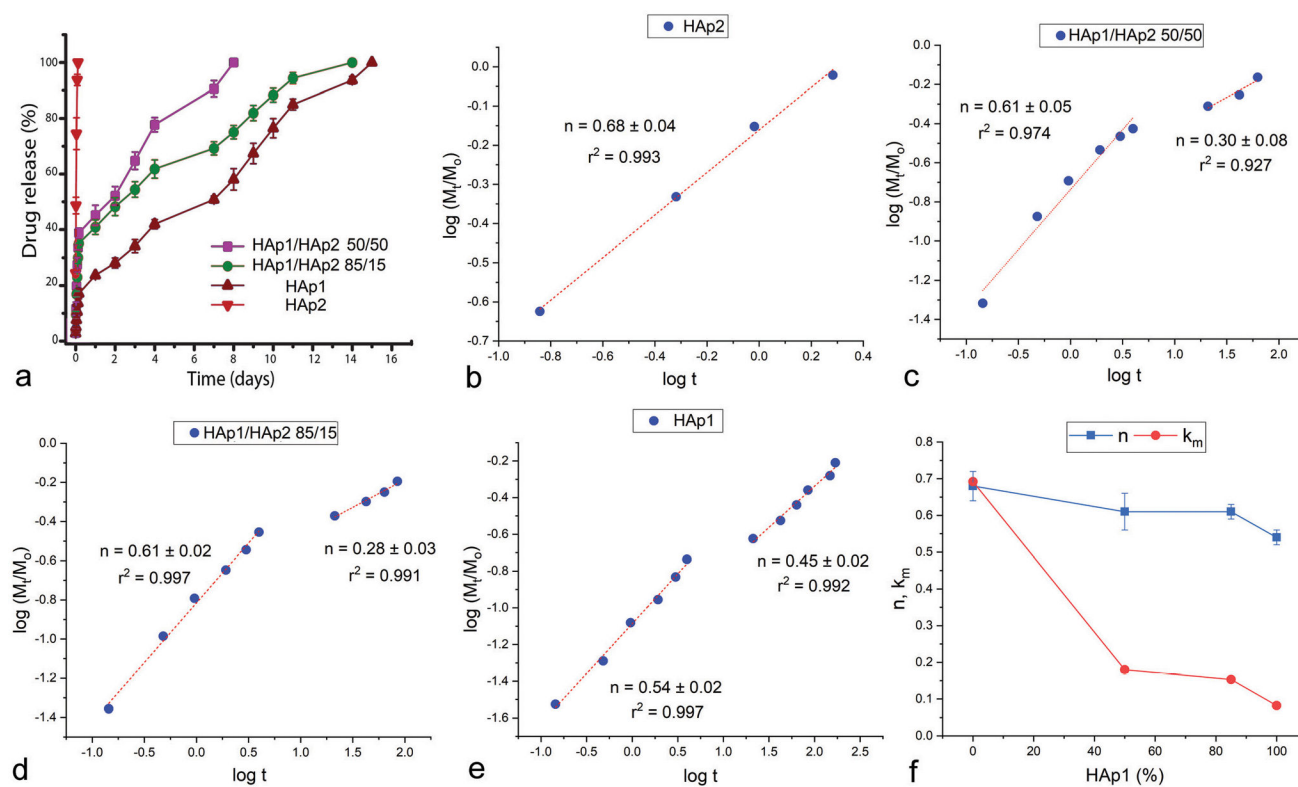 Drug release (%)
100
80
60
40
20
0
HAp1/HAp2 50/50
HAp1/HAp2 85/15
HAp1
HAp2
0 2 4 6 8 10 12 14 16
Time (days)
a
HAp2
log (Mt/Mo)
0.0
-0.1
-0.2
-0.3
-0.4
-0.5
-0.6
-0.7
n = 0.68 ± 0.04
r² = 0.993
-1.0 -0.8 -0.6 -0.4 -0.2 0.0 0.2 0.4
log t
b
HAp1/HAp2 50/50
log (Mt/Mo)
0.0
-0.2
-0.4
-0.6
-0.8
-1.0
-1.2
-1.4
n = 0.61 ± 0.05
r² = 0.974
n = 0.30 ± 0.08
r² = 0.927
-1.0 -0.5 0.0 0.5 1.0 1.5 2.0
log t
c
HAp1/HAp2 85/15
log (Mt/Mo)
0.0
-0.2
-0.4
-0.6
-0.8
-1.0
-1.2
-1.4
n = 0.61 ± 0.02
r² = 0.997
n = 0.28 ± 0.03
r² = 0.991
-1.0 -0.5 0.0 0.5 1.0 1.5 2.0
log t
d
HAp1
log (Mt/Mo)
-0.2
-0.4
-0.6
-0.8
-1.0
-1.2
-1.4
-1.6
n = 0.45 ± 0.02
r² = 0.992
n = 0.54 ± 0.02
r² = 0.997
-1.0 -0.5 0.0 0.5 1.0 1.5 2.0 2.5
log t
e
n km
n, km
0.8
0.7
0.6
0.5
0.4
0.3
0.2
0.1
0.0
0 20 40 60 80 100
HAp1 (%)
f